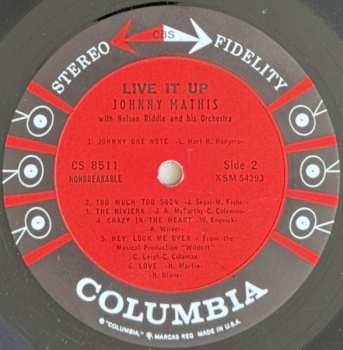 STEREO CBS FIDELITY
LIVE IT UP
JOHNNY MATHIS
with Nelson Riddle and his Orchestra
1. JOHNNY ONE NOTE -L. Hart-R. Rodgers-
CS 8511 Side 2
NONBREAKABLE XSM 54293
2. TOO MUCH TOO SOON -J. Segal-M. Fisher-
3. THE RIVIERA -J. A. McCarthy-C. Coleman-
4. CRAZY IN THE HEART -W. Engvick-
A. Wilder-
5. HEY, LOOK ME OVER - From the
Musical Production "Wildcat"
C. Leigh-C. Coleman
6. LOVE -H. Martin-
R. Blane-
COLUMBIA
® "COLUMBIA," MARCAS REG. MADE IN U.S.A.